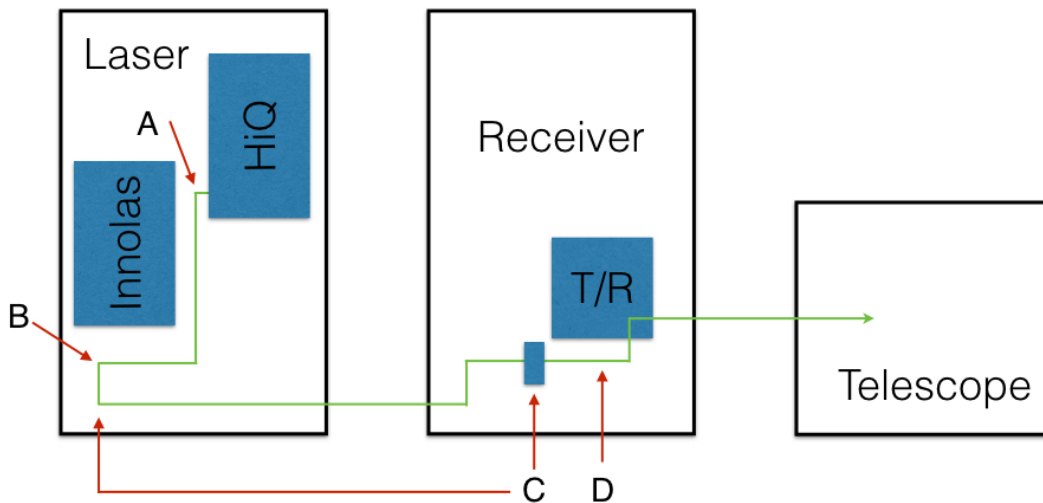 Laser
HiQ
A
Innolas
B
Receiver
T/R
Telescope
C
D